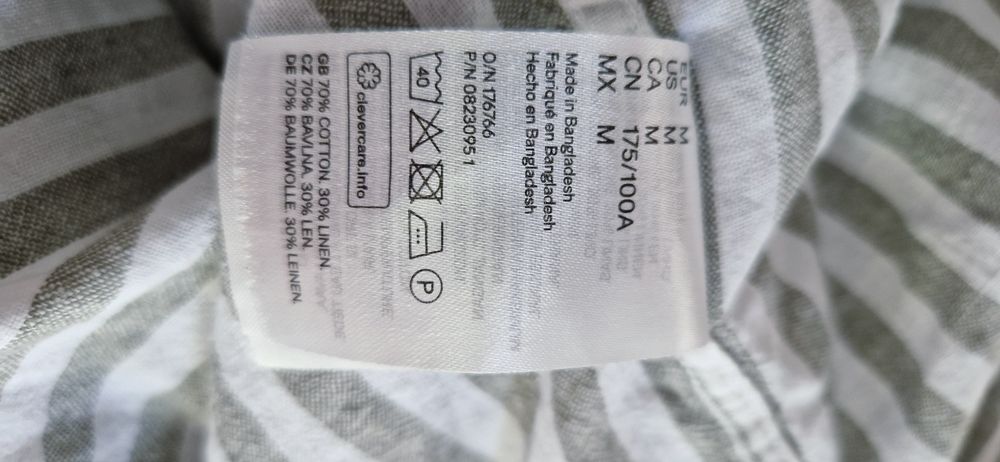 EUR M
US M
CA M
CN 175/100A
MX M
Made in Bangladesh
Fabriqué en Bangladesh
Hecho en Bangladesh
O/N 176766
P/N 08230951
40
P
clevercare.info
GB 70% COTTON. 30% LINEN.
CZ 70% BAVLNA. 30% LEN.
DE 70% BAUMWOLLE. 30% LEINEN.